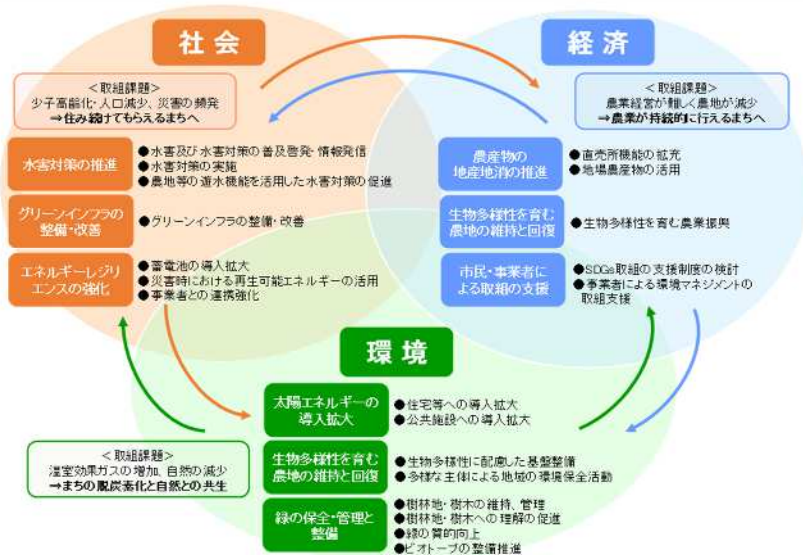 社会
<取組課題>
少子高齢化・人口減少、災害の頻発
⇒住み続けてもらえるまちへ
水害対策の推進
●水害及び水害対策の普及啓発・情報発信
●水害対策の実施
●農地等の遊水機能を活用した水害対策の促進
グリーンインフラの
整備・改善
●グリーンインフラの整備・改善
エネルギーレジリ
エンスの強化
●蓄電池の導入拡大
●災害時における再生可能エネルギーの活用
●事業者との連携強化
経済
<取組課題>
農業経営が難しく農地が減少
⇒農業が持続的に行えるまちへ
農産物の
地産地消の推進
●直売所機能の拡充
●地場農産物の活用
生物多様性を育む
農地の維持と回復
●生物多様性を育む農業振興
市民・事業者に
よる取組の支援
●SDGs取組の支援制度の検討
●事業者による環境マネジメントの
取組支援
環境
<取組課題>
温室効果ガスの増加、自然の減少
⇒まちの脱炭素化と自然との共生
太陽エネルギーの
導入拡大
●住宅等への導入拡大
●公共施設への導入拡大
生物多様性を育む
農地の維持と回復
●生物多様性に配慮した基盤整備
●多様な主体による地域の環境保全活動
緑の保全・管理と
整備
●樹林地・樹木の維持、管理
●樹林地・樹木への理解の促進
●緑の質的向上
●ビオトープの整備推進